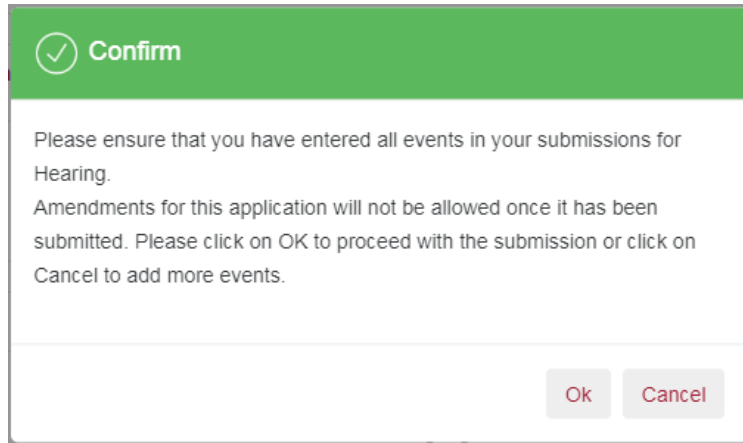 Confirm
Please ensure that you have entered all events in your submissions for
Hearing.
Amendments for this application will not be allowed once it has been
submitted. Please click on OK to proceed with the submission or click on
Cancel to add more events.
Ok
Cancel